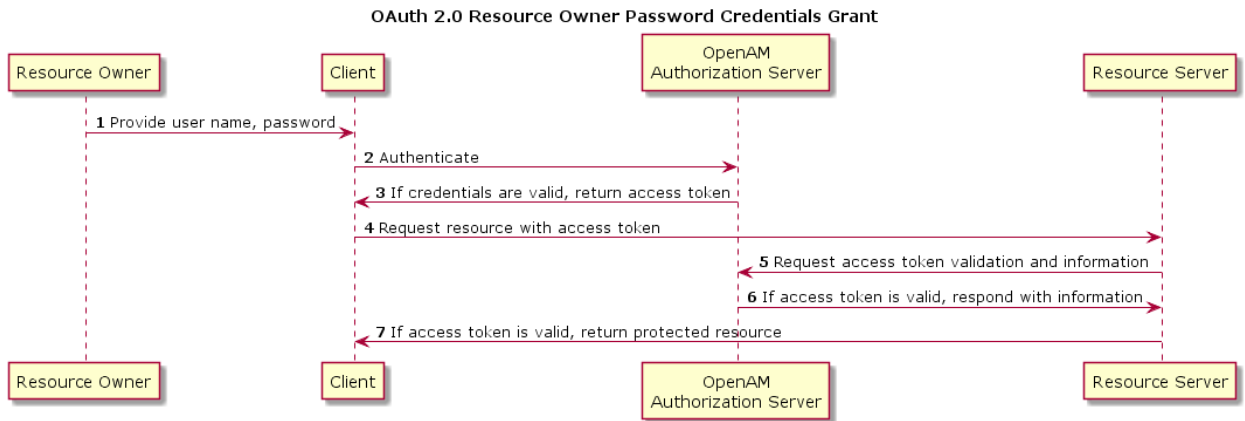 OAuth 2.0 Resource Owner Password Credentials Grant
Resource Owner
Client
OpenAM
Authorization Server
Resource Server
1 Provide user name, password
2 Authenticate
3 If credentials are valid, return access token
4 Request resource with access token
5 Request access token validation and information
6 If access token is valid, respond with information
7 If access token is valid, return protected resource
Resource Owner
Client
OpenAM
Authorization Server
Resource Server